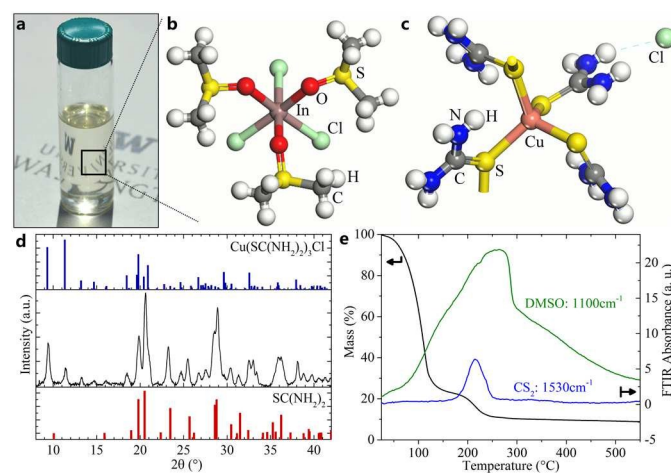 a
W
W
UNIVERSITY
WASHINGT
b
S
O
In
Cl
H
C
c
Cl
N
H
C
S
Cu
d
Cu(SC(NH2)2)3Cl
Intensity (a.u.)
SC(NH2)2
10 15 20 25 30 35 40
2θ (°)
e
100
80
60
40
20
0
Mass (%)
DMSO: 1100cm-1
CS2: 1530cm-1
20
15
10
5
0
-5
FTIR Absorbance (a. u.)
100 200 300 400 500
Temperature (°C)